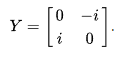 Y = [ 0 -i
i 0 ].